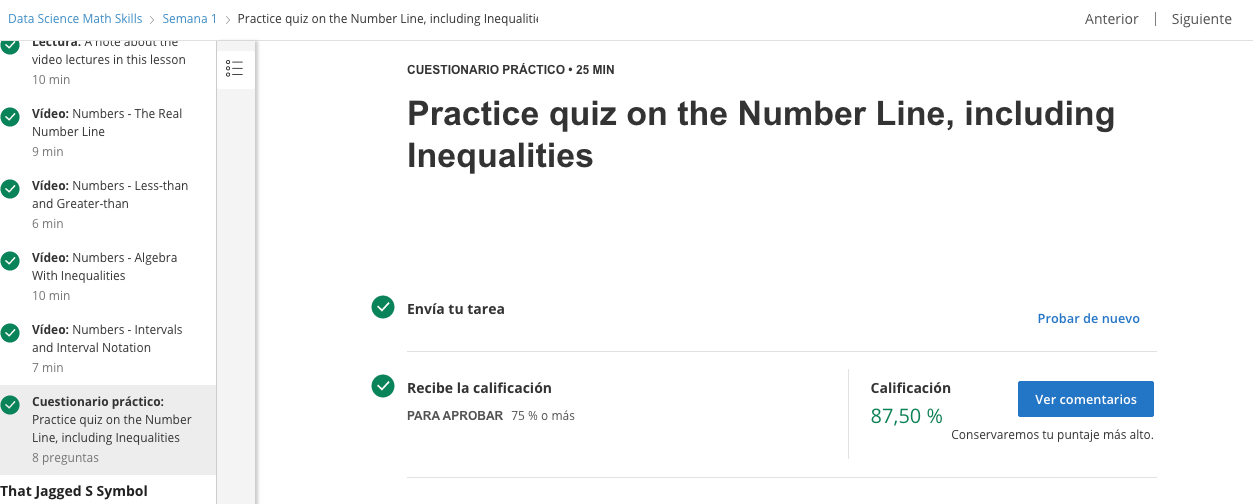 Data Science Math Skills > Semana 1 > Practice quiz on the Number Line, including Inequaliti
Anterior | Siguiente
Lectura: A note about the
video lectures in this lesson
10 min
Vídeo: Numbers - The Real
Number Line
9 min
Vídeo: Numbers - Less-than
and Greater-than
6 min
Vídeo: Numbers - Algebra
With Inequalities
10 min
Vídeo: Numbers - Intervals
and Interval Notation
7 min
Cuestionario práctico:
Practice quiz on the Number
Line, including Inequalities
8 preguntas
That Jagged S Symbol
CUESTIONARIO PRÁCTICO • 25 MIN
Practice quiz on the Number Line, including
Inequalities
Envía tu tarea
Probar de nuevo
Recibe la calificación
PARA APROBAR 75 % o más
Calificación
87,50 %
Ver comentarios
Conservaremos tu puntaje más alto.